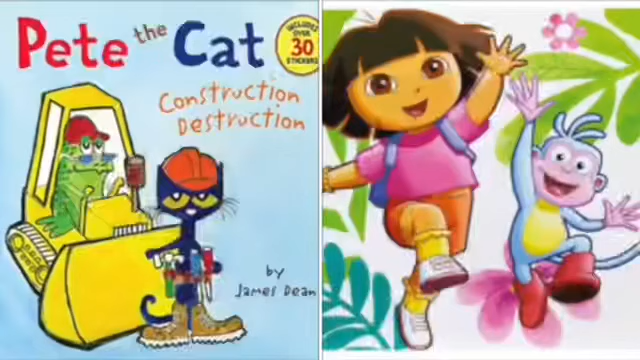 Pete the Cat
INCLUDES
OVER
30
STICKERS
Construction
Destruction
by
James Dean